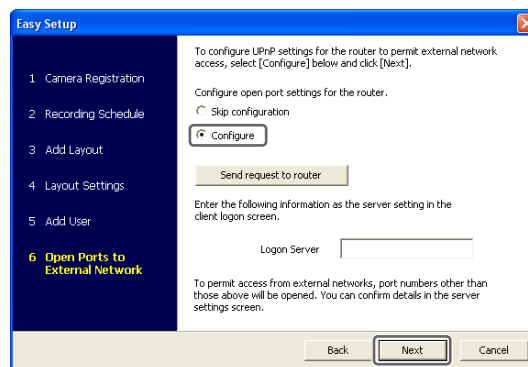 Easy Setup
1 Camera Registration
2 Recording Schedule
3 Add Layout
4 Layout Settings
5 Add User
6 Open Ports to
External Network
To configure UPnP settings for the router to permit external network
access, select [Configure] below and click [Next].
Configure open port settings for the router.
Skip configuration
Configure
Send request to router
Enter the following information as the server setting in the
client logon screen.
Logon Server
To permit access from external networks, port numbers other than
those above will be opened. You can confirm details in the server
settings screen.
Back
Next
Cancel